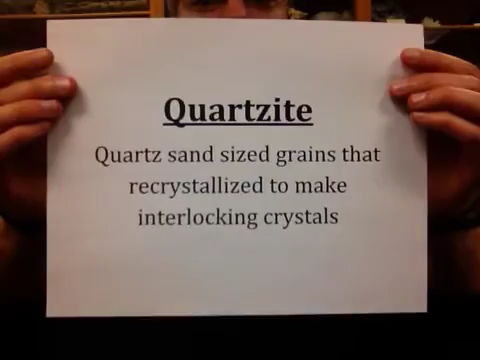 Quartzite
Quartz sand sized grains that
recrystallized to make
interlocking crystals